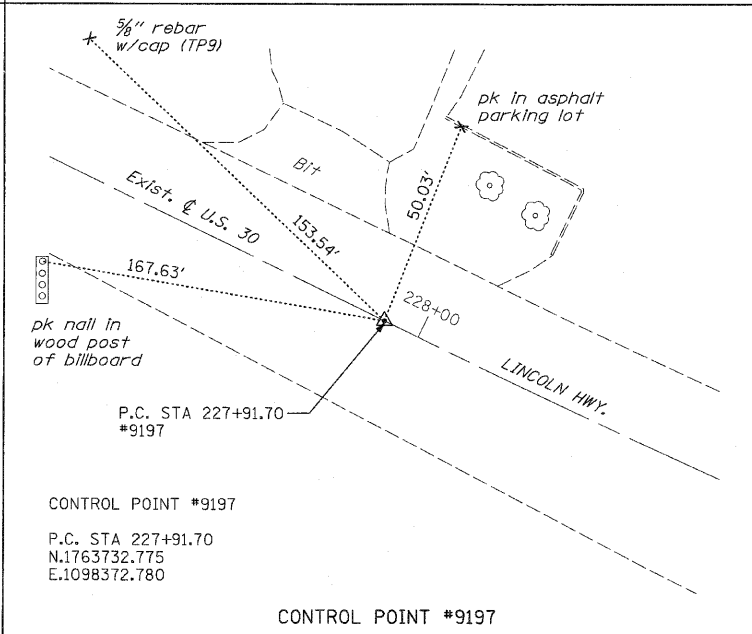 5/8" rebar
w/cap (TP9)
pk in asphalt
parking lot
Bit
Exist. ℄ U.S. 30
153.54'
50.03'
167.63'
228+00
pk nail in
wood post
of billboard
LINCOLN HWY.
P.C. STA 227+91.70
#9197
CONTROL POINT #9197
P.C. STA 227+91.70
N.1763732.775
E.1098372.780
CONTROL POINT #9197